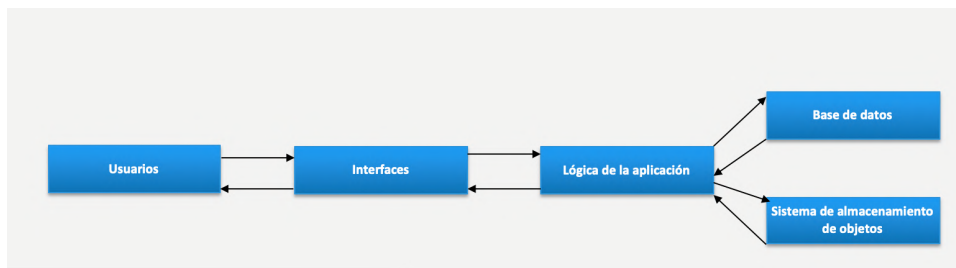 Usuarios
Interfaces
Lógica de la aplicación
Base de datos
Sistema de almacenamiento
de objetos